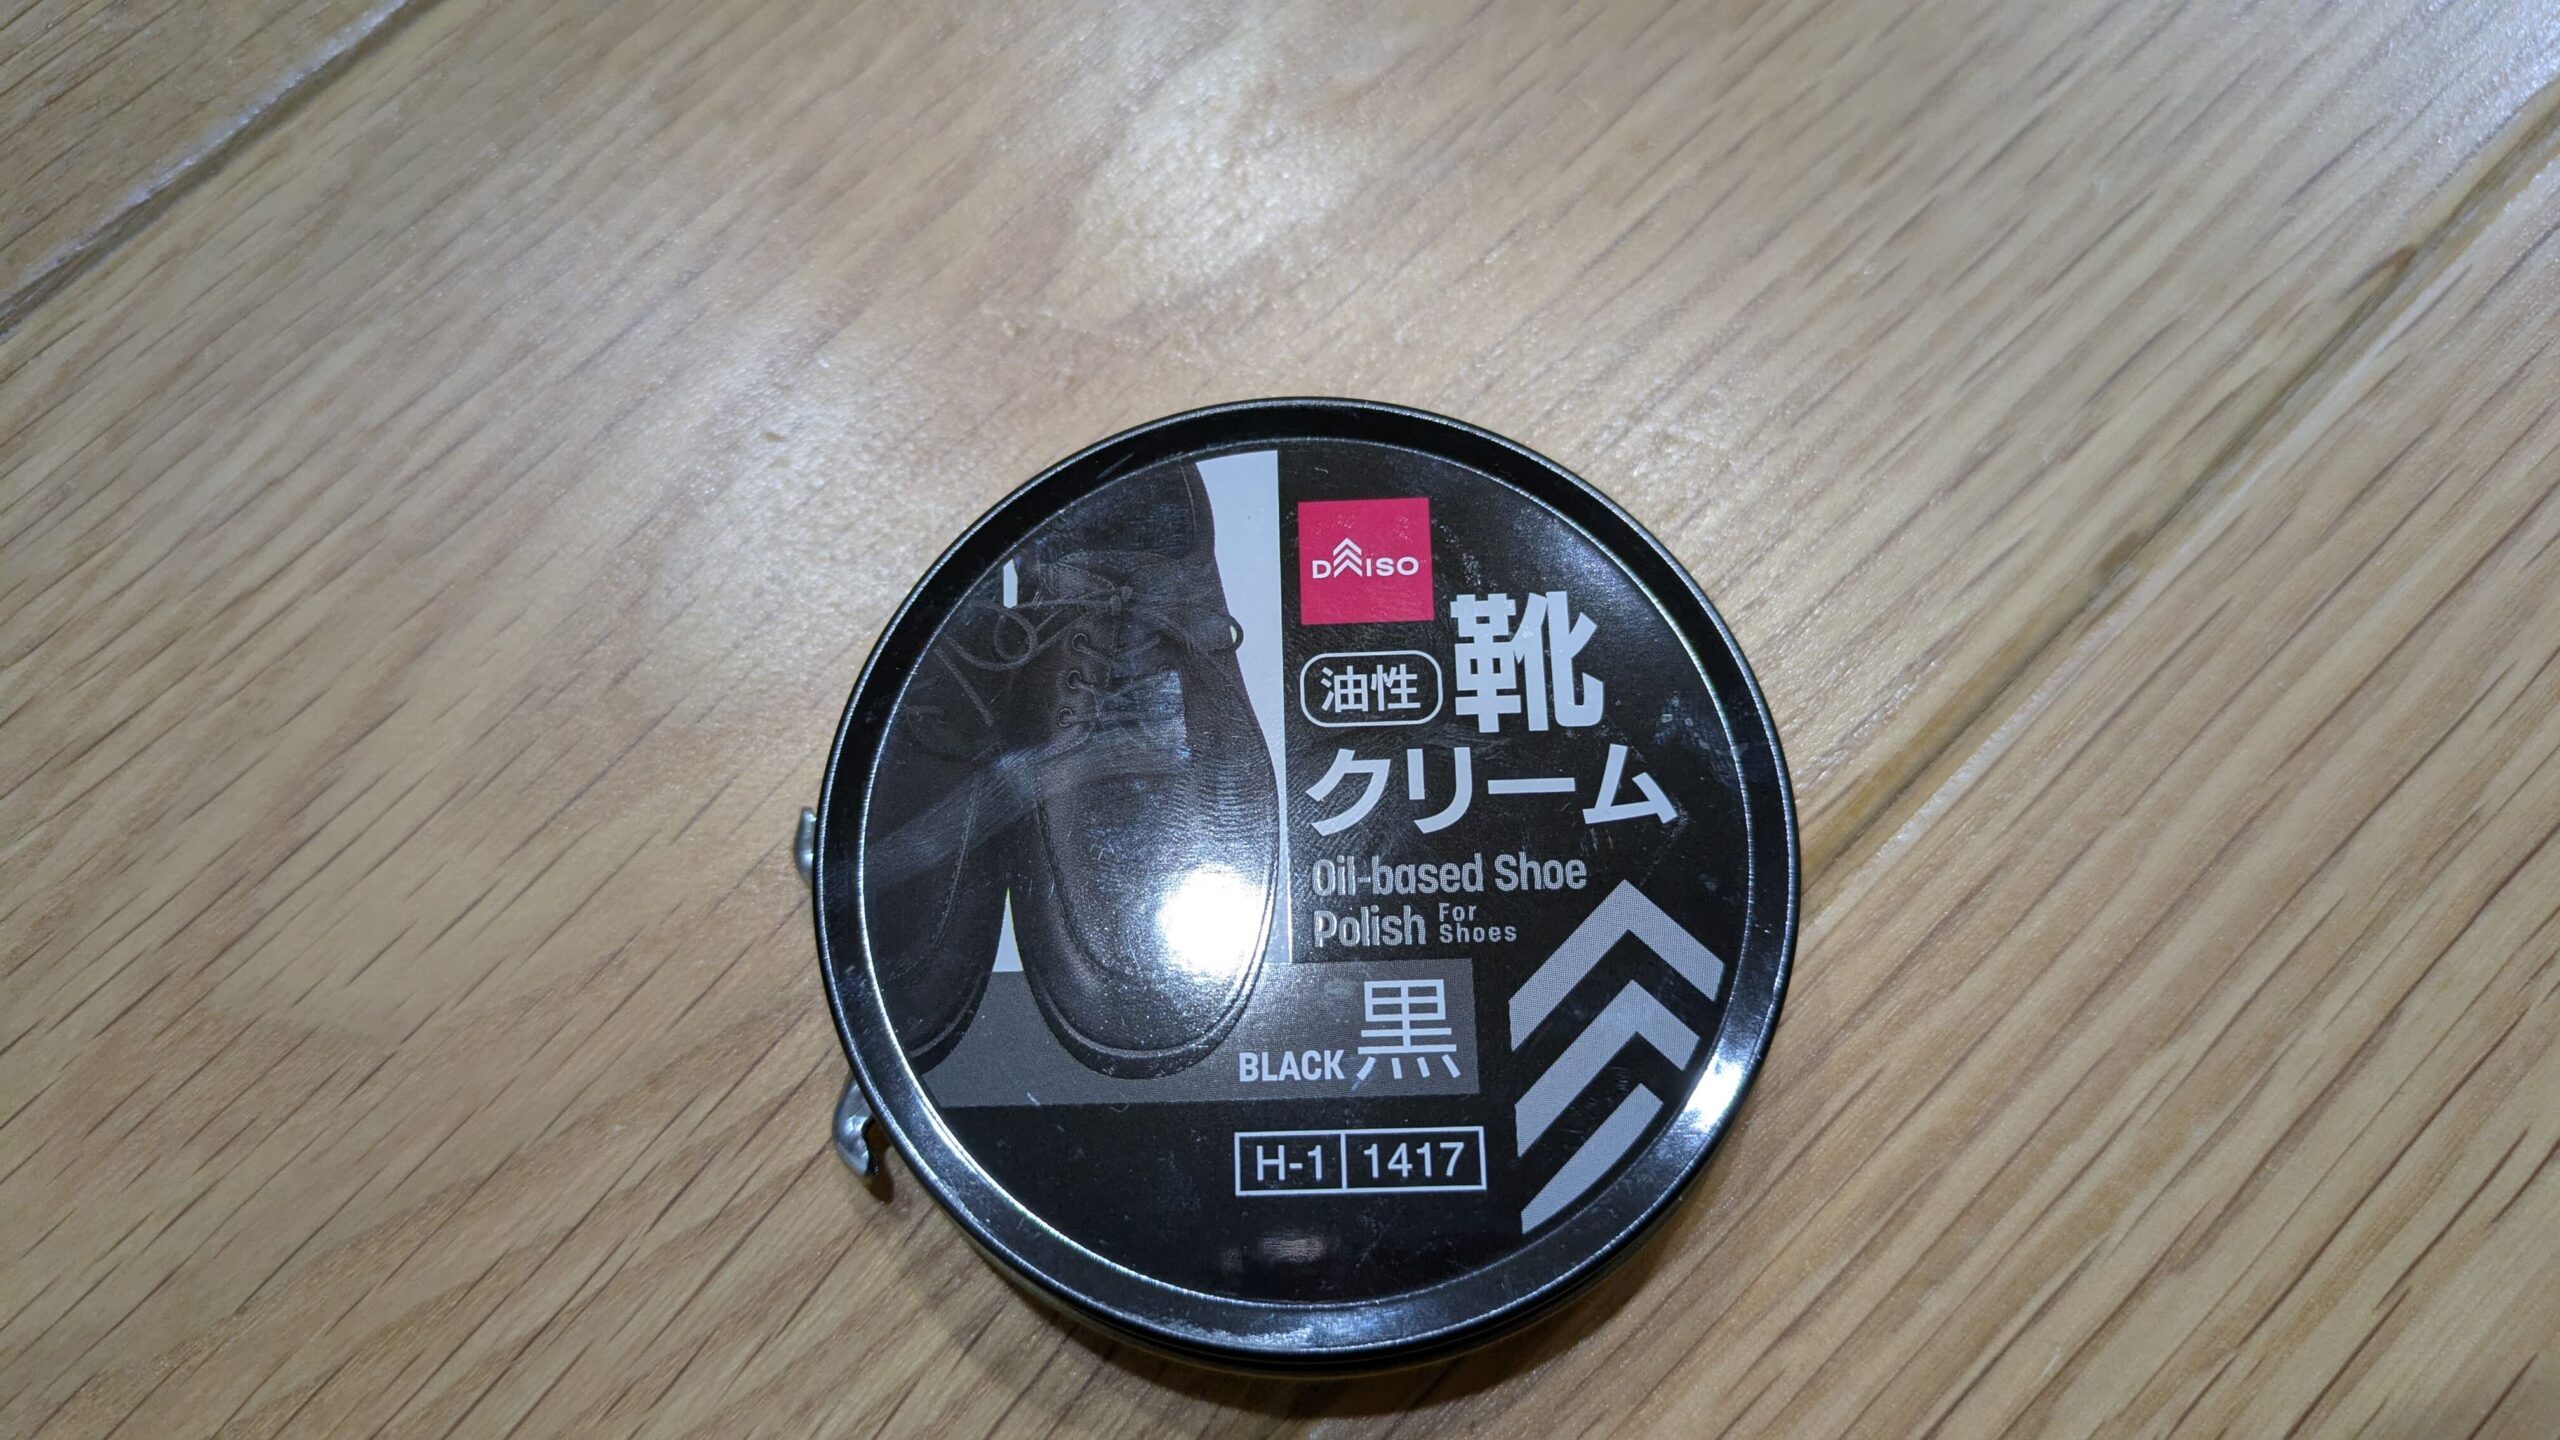 DAISO
油性 靴
クリーム
Oil-based Shoe
Polish For Shoes
BLACK 黒
H-1 1417